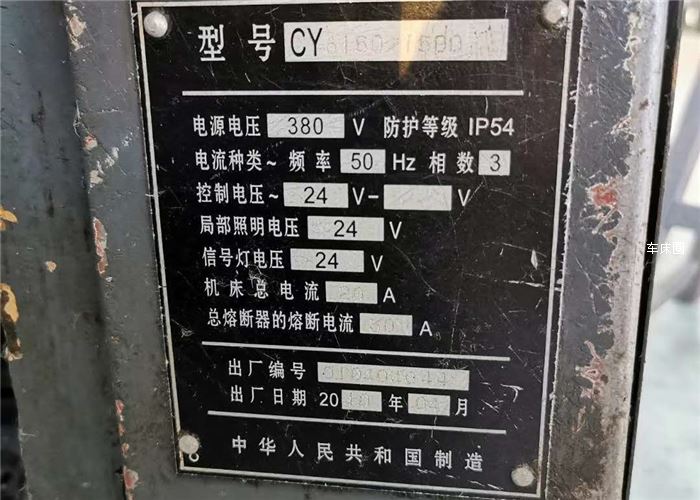 型号 CY6160/1500
电源电压 380 V 防护等级 IP54
电流种类~ 频率 50 Hz 相数 3
控制电压~ 24 V- V
局部照明电压 24 V
信号灯电压 24 V
机床总电流 A
总熔断器的熔断电流 A
出厂编号
出厂日期 2010 年 04 月
中华人民共和国制造
车床圈